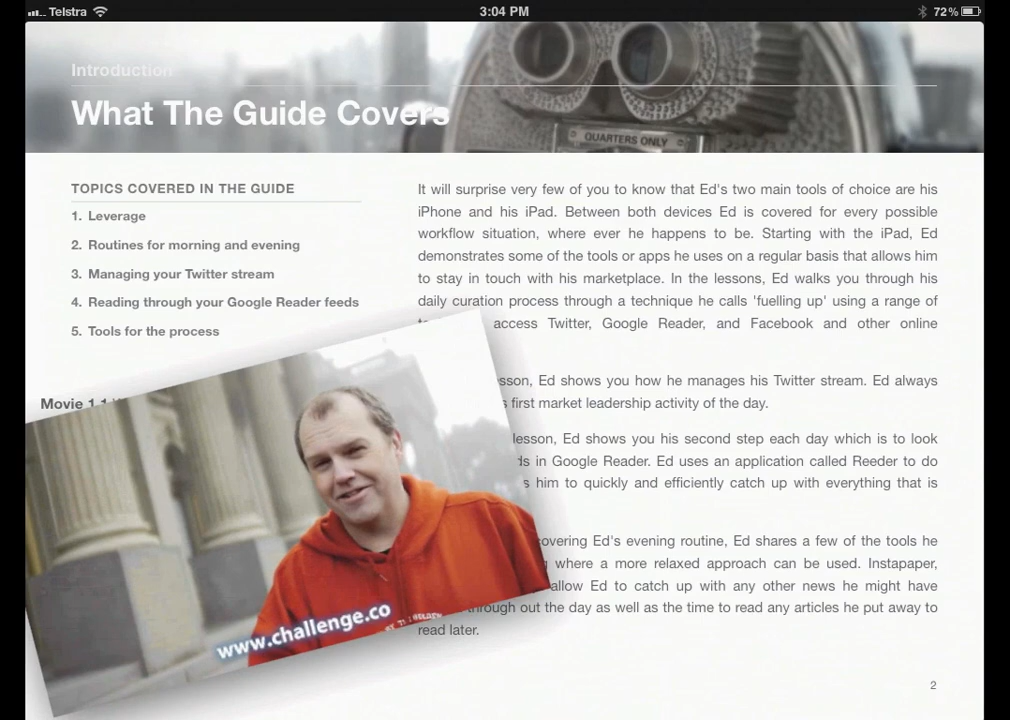 Telstra
3:04 PM
72%
Introduction
What The Guide Covers
QUARTERS ONLY
TOPICS COVERED IN THE GUIDE
1. Leverage
2. Routines for morning and evening
3. Managing your Twitter stream
4. Reading through your Google Reader feeds
5. Tools for the process
Movie 1.1
www.challenge.co
It will surprise very few of you to know that Ed's two main tools of choice are his
iPhone and his iPad. Between both devices Ed is covered for every possible
workflow situation, where ever he happens to be. Starting with the iPad, Ed
demonstrates some of the tools or apps he uses on a regular basis that allows him
to stay in touch with his marketplace. In the lessons, Ed walks you through his
daily curation process through a technique he calls 'fuelling up' using a range of
access Twitter, Google Reader, and Facebook and other online
Ed shows you how he manages his Twitter stream. Ed always
first market leadership activity of the day.
lesson, Ed shows you his second step each day which is to look
in Google Reader. Ed uses an application called Reeder to do
him to quickly and efficiently catch up with everything that is
covering Ed's evening routine, Ed shares a few of the tools he
where a more relaxed approach can be used. Instapaper,
allow Ed to catch up with any other news he might have
through out the day as well as the time to read any articles he put away to
read later.
2